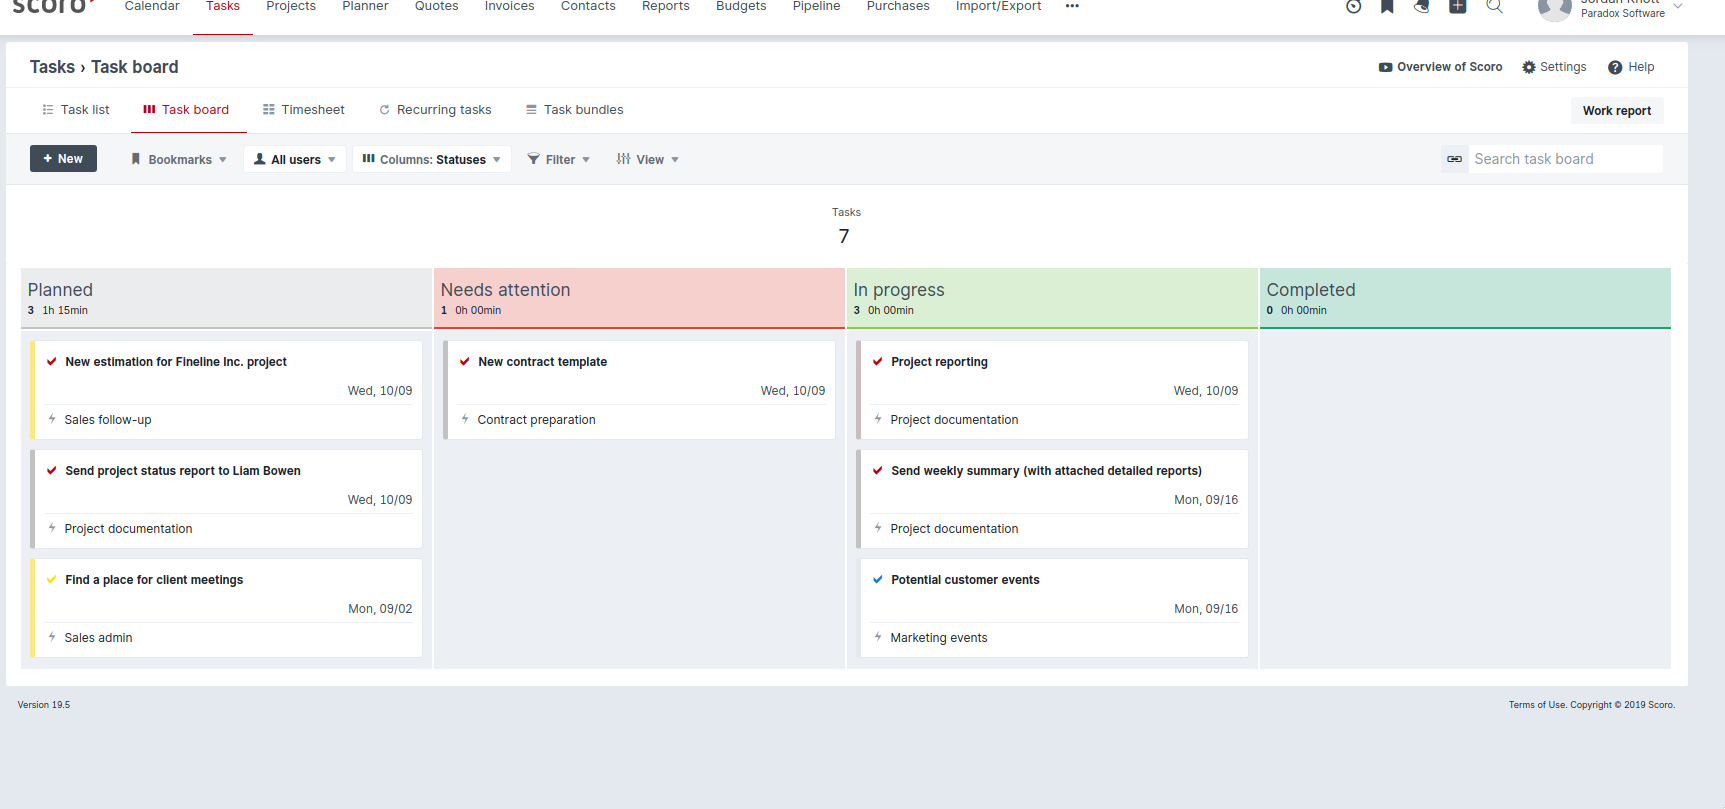 scoro
Calendar Tasks Projects Planner Quotes Invoices Contacts Reports Budgets Pipeline Purchases Import/Export •••
Jordan Knott
Paradox Software
Tasks › Task board
Overview of Scoro Settings Help
Task list Task board Timesheet Recurring tasks Task bundles
Work report
+ New Bookmarks All users Columns: Statuses Filter View
Search task board
Tasks
7
Planned
3 1h 15min
Needs attention
1 0h 00min
In progress
3 0h 00min
Completed
0 0h 00min
New estimation for Fineline Inc. project
Wed, 10/09
Sales follow-up
Send project status report to Liam Bowen
Wed, 10/09
Project documentation
Find a place for client meetings
Mon, 09/02
Sales admin
New contract template
Wed, 10/09
Contract preparation
Project reporting
Wed, 10/09
Project documentation
Send weekly summary (with attached detailed reports)
Mon, 09/16
Project documentation
Potential customer events
Mon, 09/16
Marketing events
Version 19.5
Terms of Use. Copyright © 2019 Scoro.